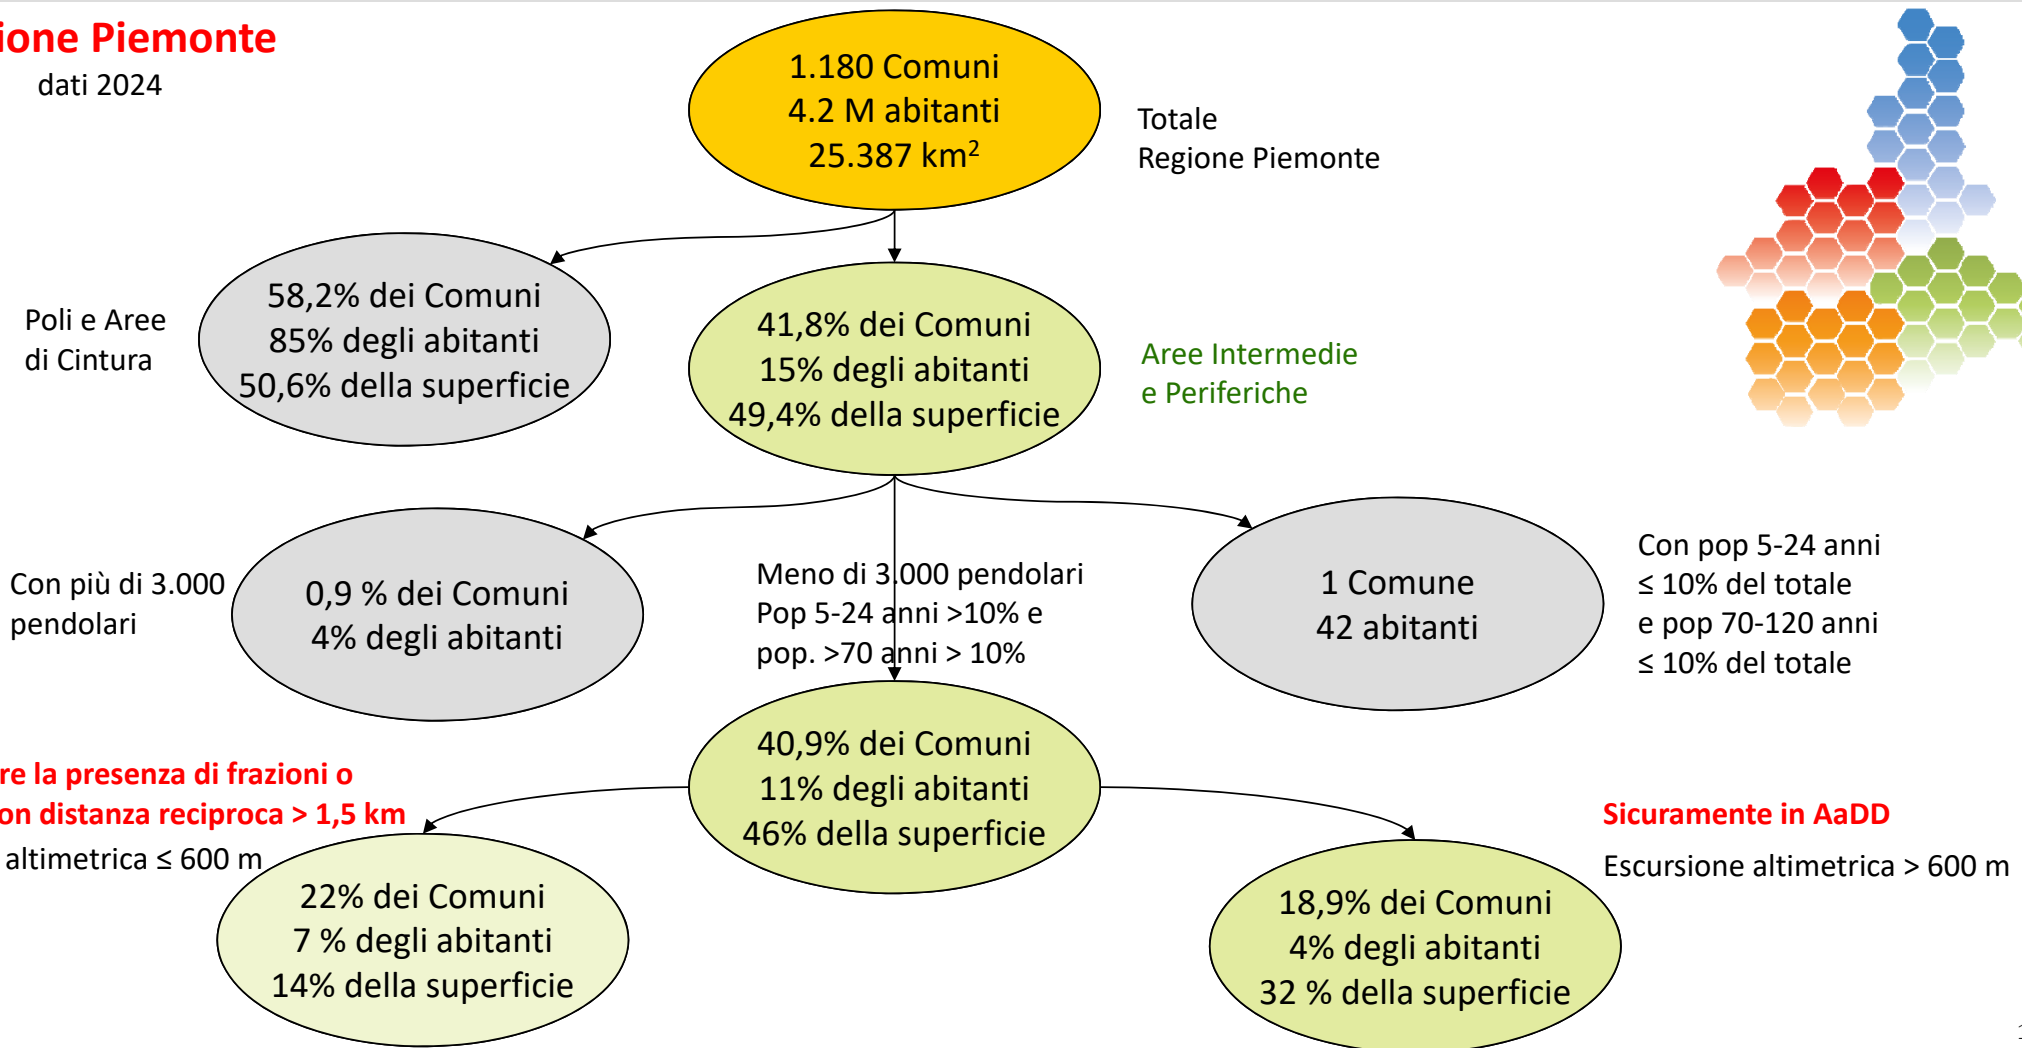 ione Piemonte
dati 2024
1.180 Comuni
4.2 M abitanti
25.387 km²
Totale
Regione Piemonte
Poli e Aree
di Cintura
58,2% dei Comuni
85% degli abitanti
50,6% della superficie
41,8% dei Comuni
15% degli abitanti
49,4% della superficie
Aree Intermedie
e Periferiche
Con più di 3.000
pendolari
0,9 % dei Comuni
4% degli abitanti
Meno di 3.000 pendolari
Pop 5-24 anni >10% e
pop. >70 anni > 10%
1 Comune
42 abitanti
Con pop 5-24 anni
≤ 10% del totale
e pop 70-120 anni
≤ 10% del totale
40,9% dei Comuni
11% degli abitanti
46% della superficie
re la presenza di frazioni o
on distanza reciproca > 1,5 km
altimetrica ≤ 600 m
22% dei Comuni
7 % degli abitanti
14% della superficie
Sicuramente in AaDD
Escursione altimetrica > 600 m
18,9% dei Comuni
4% degli abitanti
32 % della superficie